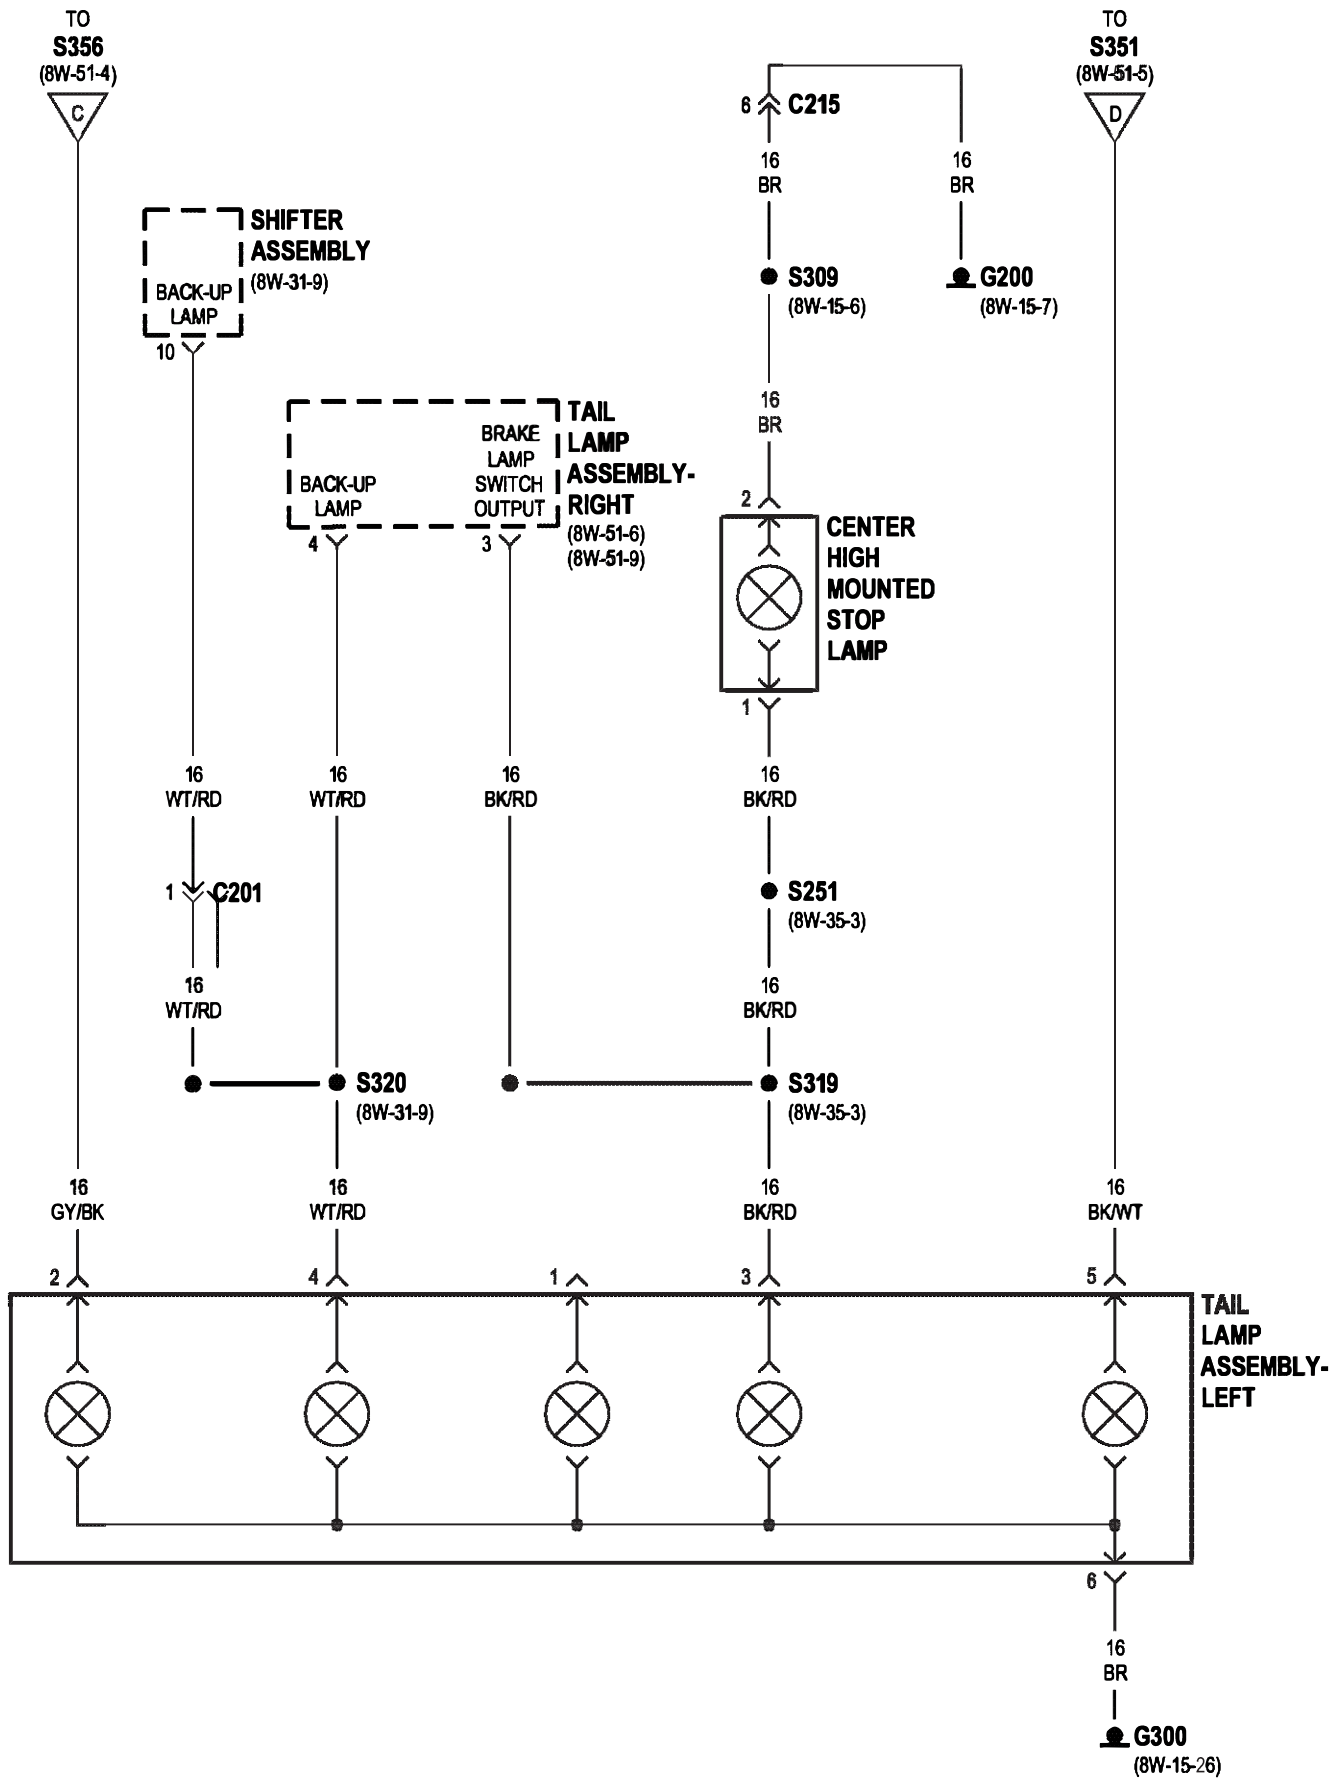 TO
S356
(8W-51-4)
C
TO
S351
(8W-51-5)
D
6
C215
16
BR
16
BR
SHIFTER
ASSEMBLY
(8W-31-9)
BACK-UP
LAMP
10
S309
(8W-15-6)
G200
(8W-15-7)
16
BR
TAIL
LAMP
ASSEMBLY-
RIGHT
(8W-51-6)
(8W-51-9)
BACK-UP
LAMP
BRAKE
LAMP
SWITCH
OUTPUT
4
3
2
CENTER
HIGH
MOUNTED
STOP
LAMP
1
16
WT/RD
16
WT/RD
16
BK/RD
16
BK/RD
1
C201
S251
(8W-35-3)
16
WT/RD
16
BK/RD
S320
(8W-31-9)
S319
(8W-35-3)
16
GY/BK
16
WT/RD
16
BK/RD
16
BK/WT
2
4
1
3
5
TAIL
LAMP
ASSEMBLY-
LEFT
6
16
BR
G300
(8W-15-26)